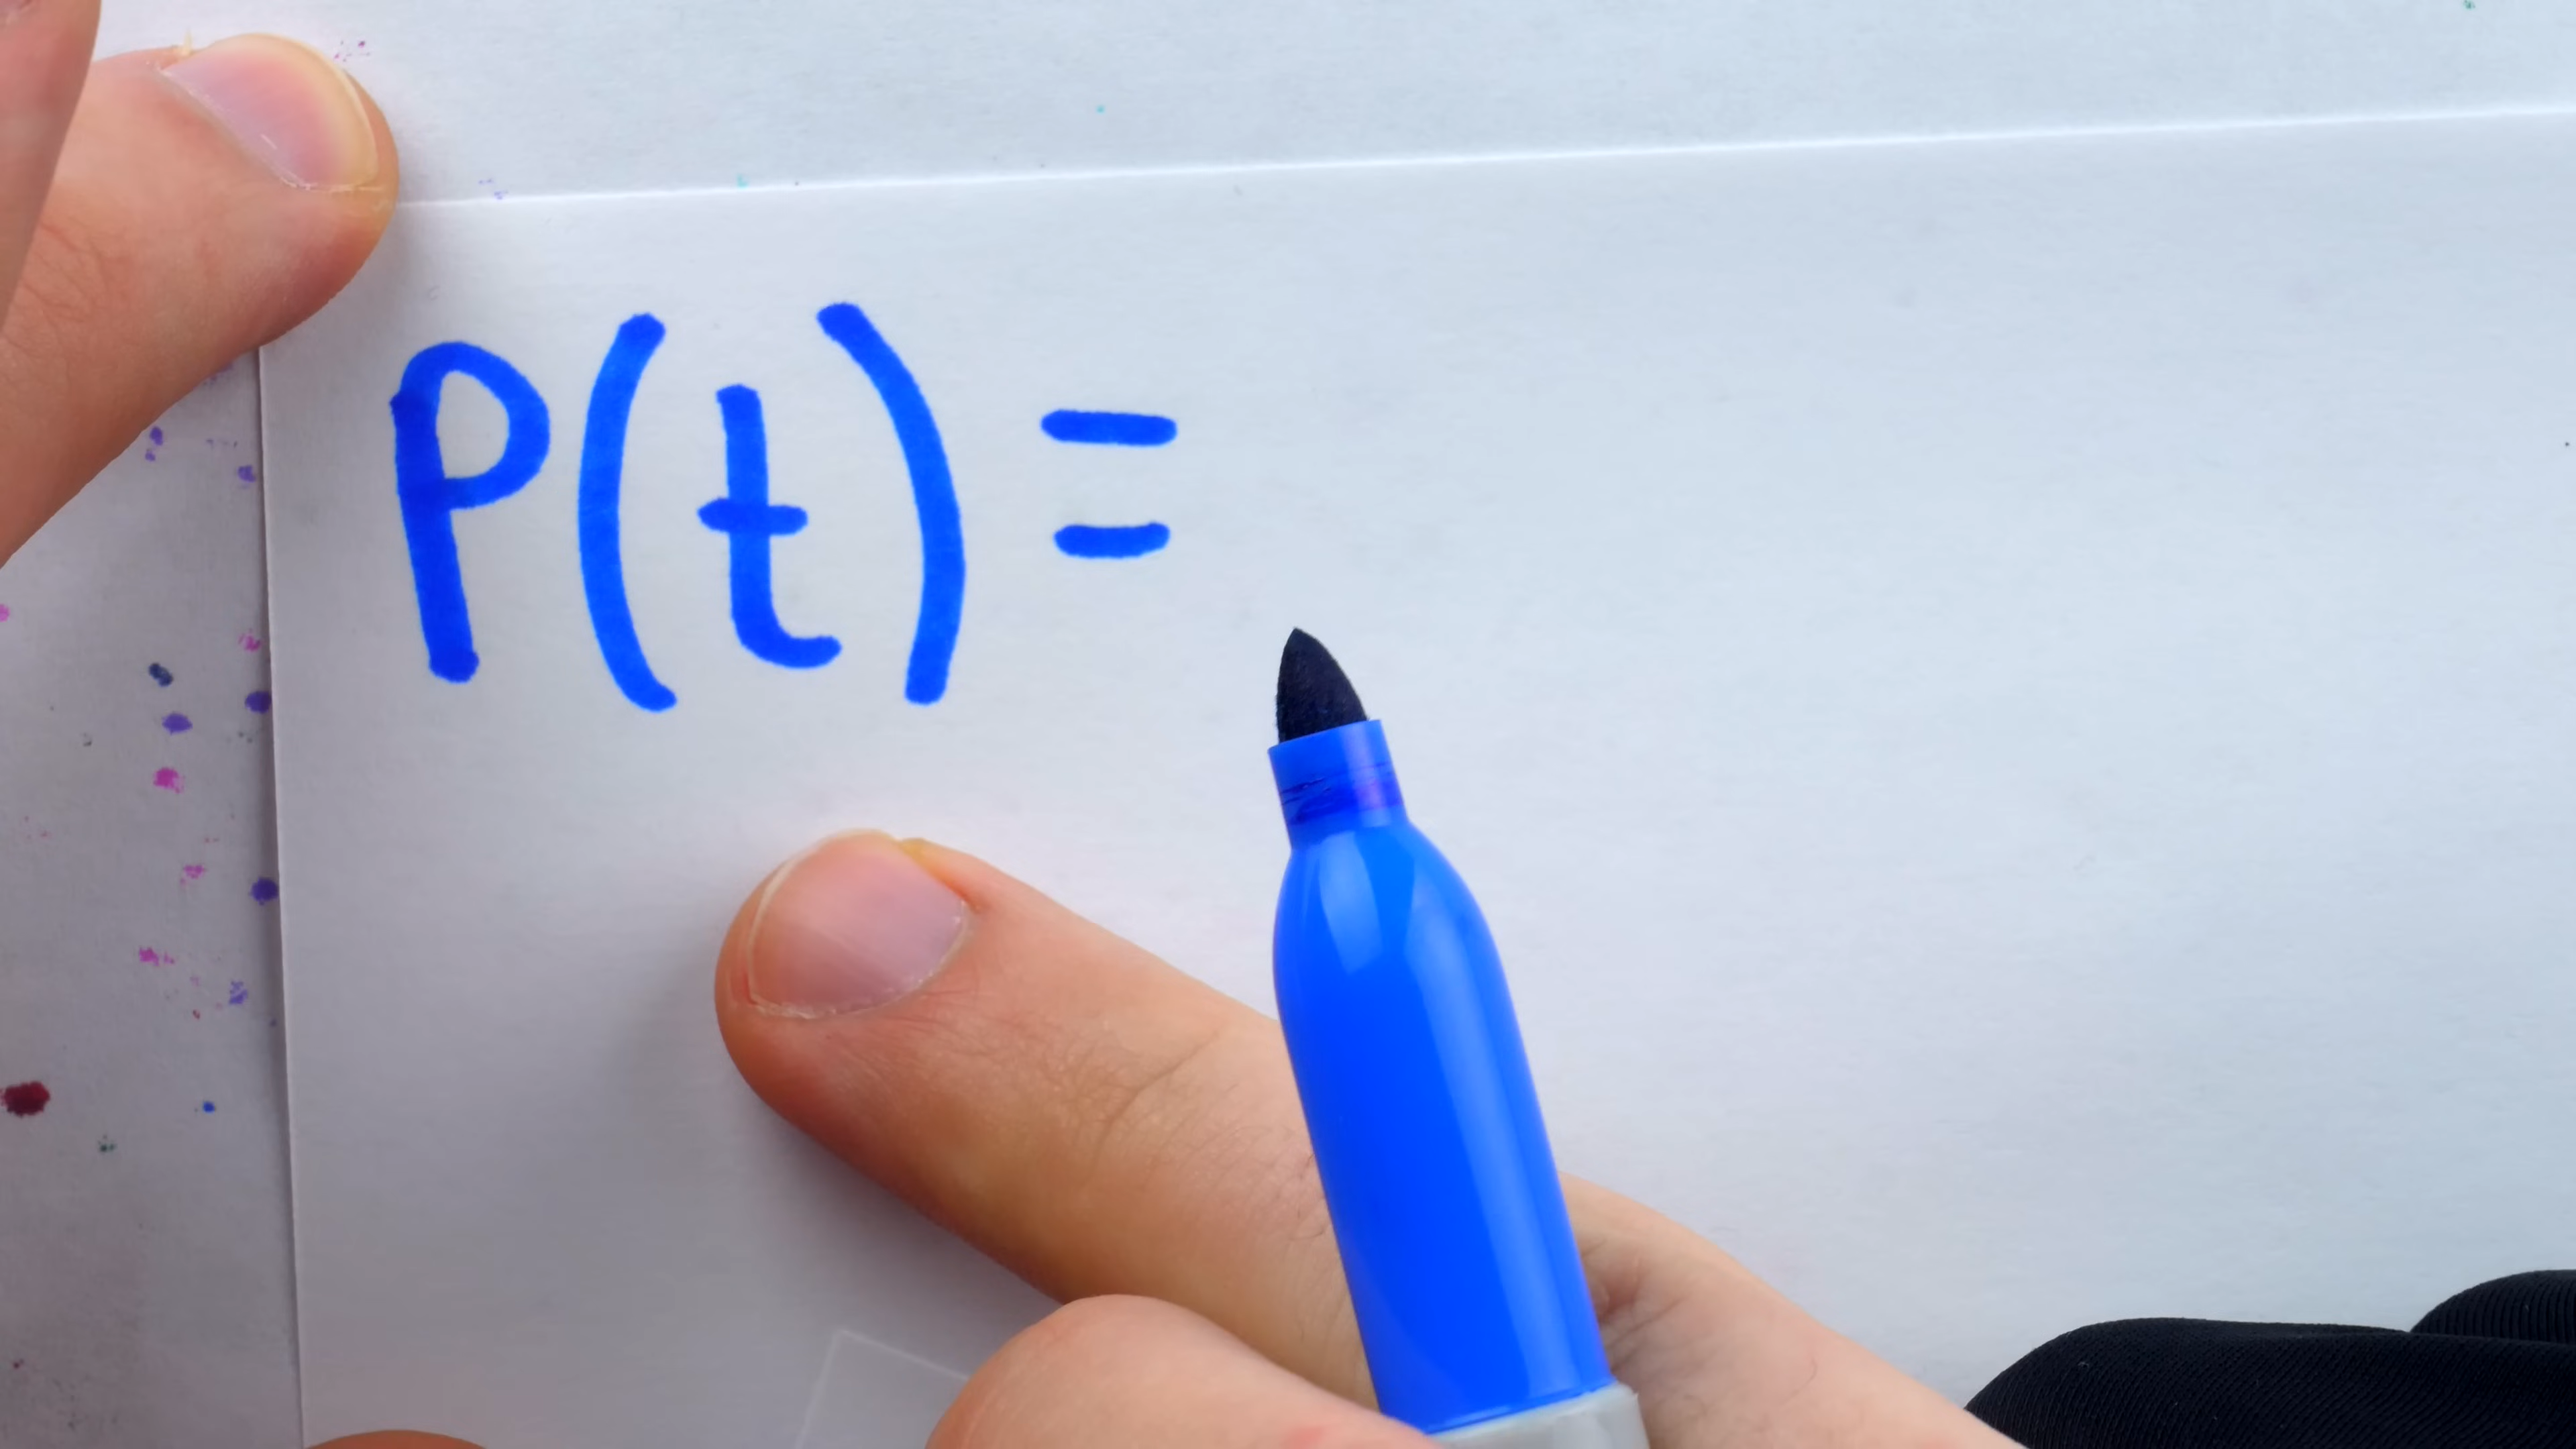 P(t) =